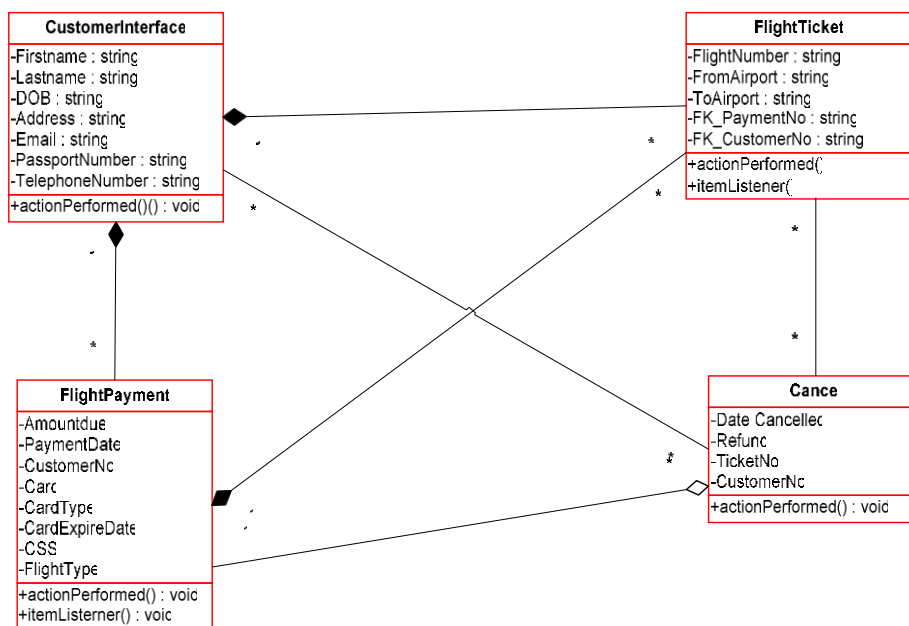 CustomerInterface
-Firstname : string
-Lastname : string
-DOB : string
-Address : string
-Email : string
-PassportNumber : string
-TelephoneNumber : string
+actionPerformed()() : void
FlightTicket
-FlightNumber : string
-FromAirport : string
-ToAirport : string
-FK_PaymentNo : string
-FK_CustomerNo : string
+actionPerformed(
+itemListener(
*
*
*
*
*
*
FlightPayment
-Amountdue
-PaymentDate
-CustomerNo
-Card
-CardType
-CardExpireDate
-CSS
-FlightType
+actionPerformed() : void
+itemListerner() : void
Cance
-Date Cancelled
-Refund
-TicketNo
-CustomerNo
+actionPerformed() : void
*
*